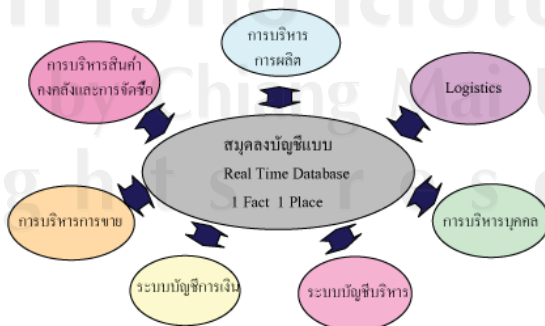 การบริหาร
การผลิต
การบริหารสินค้า
คงคลังและการจัดซื้อ
Logistics
สมุดลงบัญชีแบบ
Real Time Database
1 Fact 1 Place
การบริหารการขาย
การบริหารบุคคล
ระบบบัญชีการเงิน
ระบบบัญชีบริหาร
by Chiang Mai U